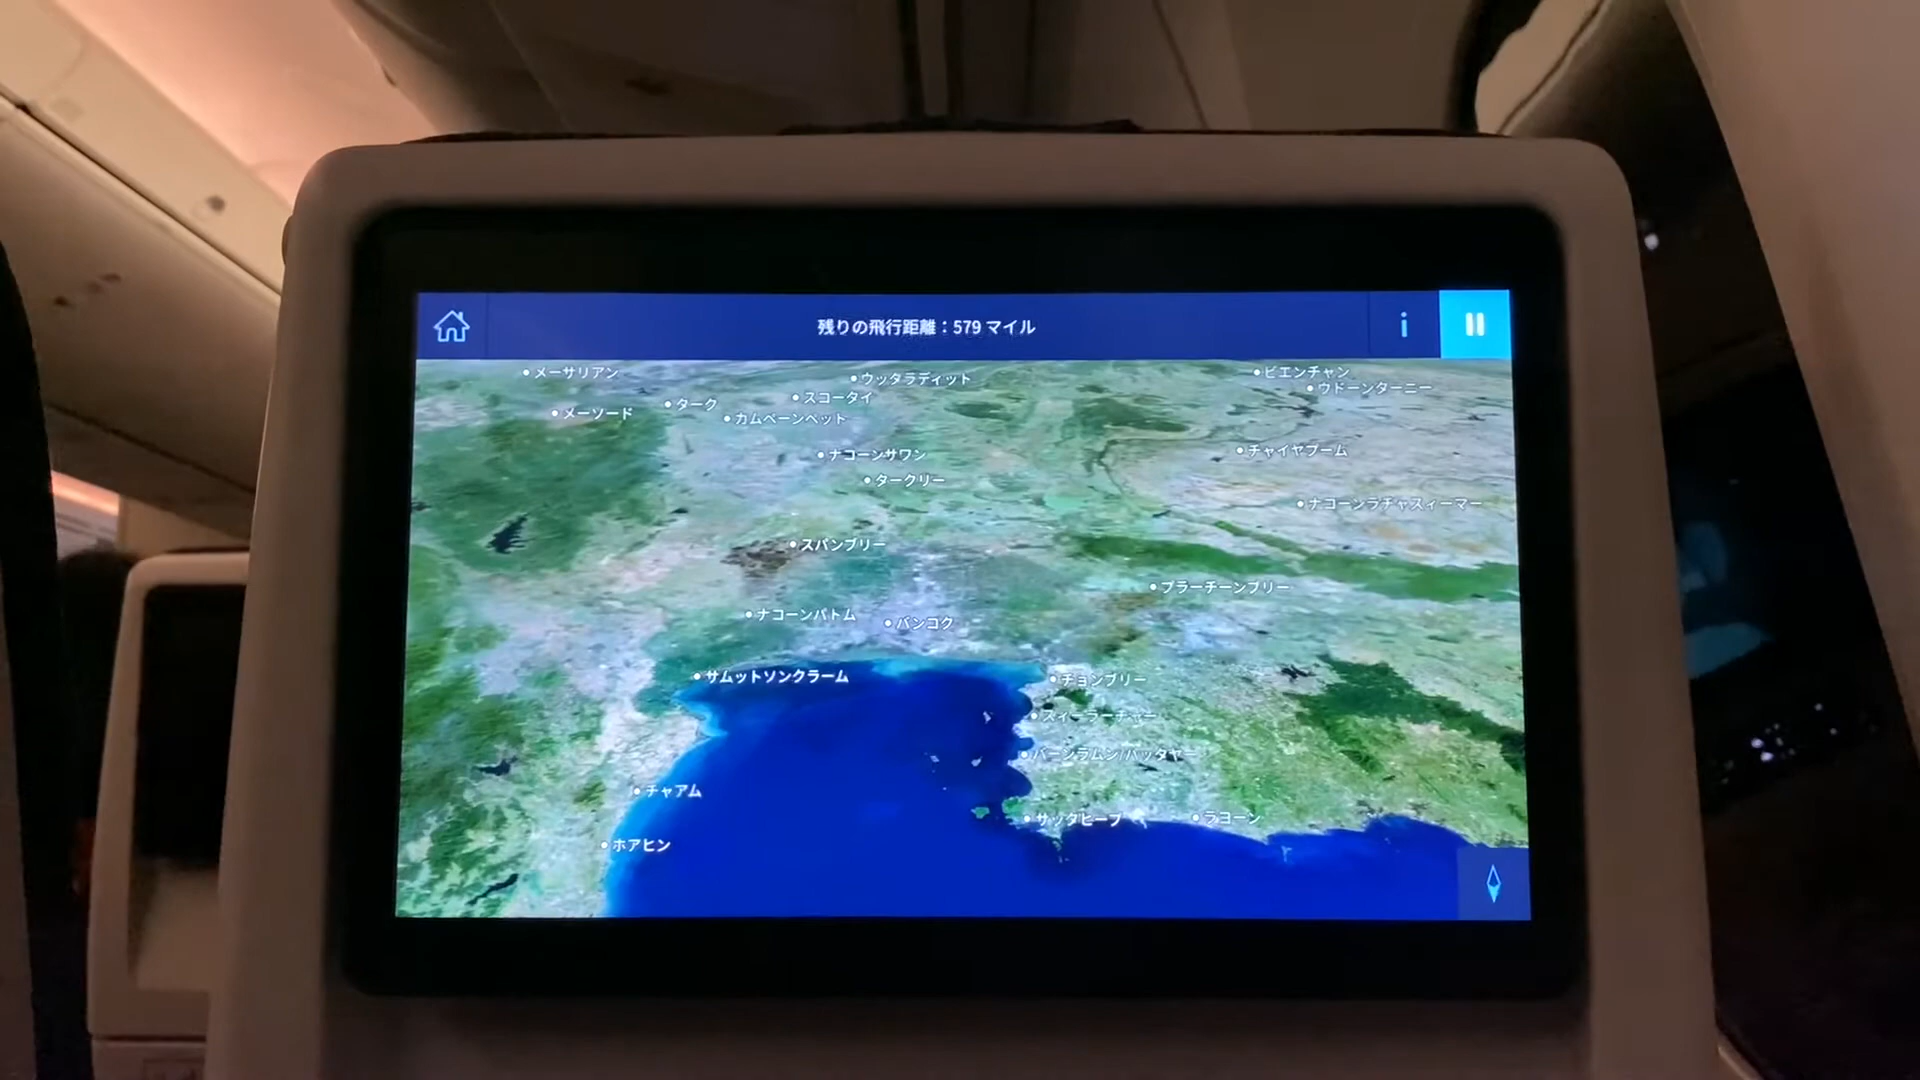 残りの飛行距離：579 マイル
i
メーサリアン
ウッタラディット
ビエンチャン
ウドーンターニー
スコータイ
ターク
メーソード
カムペーンペット
チャイヤプーム
ナコーンサワン
タークリー
ナコーンラチャスィーマー
スパンブリー
プラーチーンブリー
ナコーンパトム
バンコク
サムットソンクラーム
チョンブリー
スィーラーチャー
バーンラムン/パッタヤー
チャアム
サッタヒープ
ラヨーン
ホアヒン